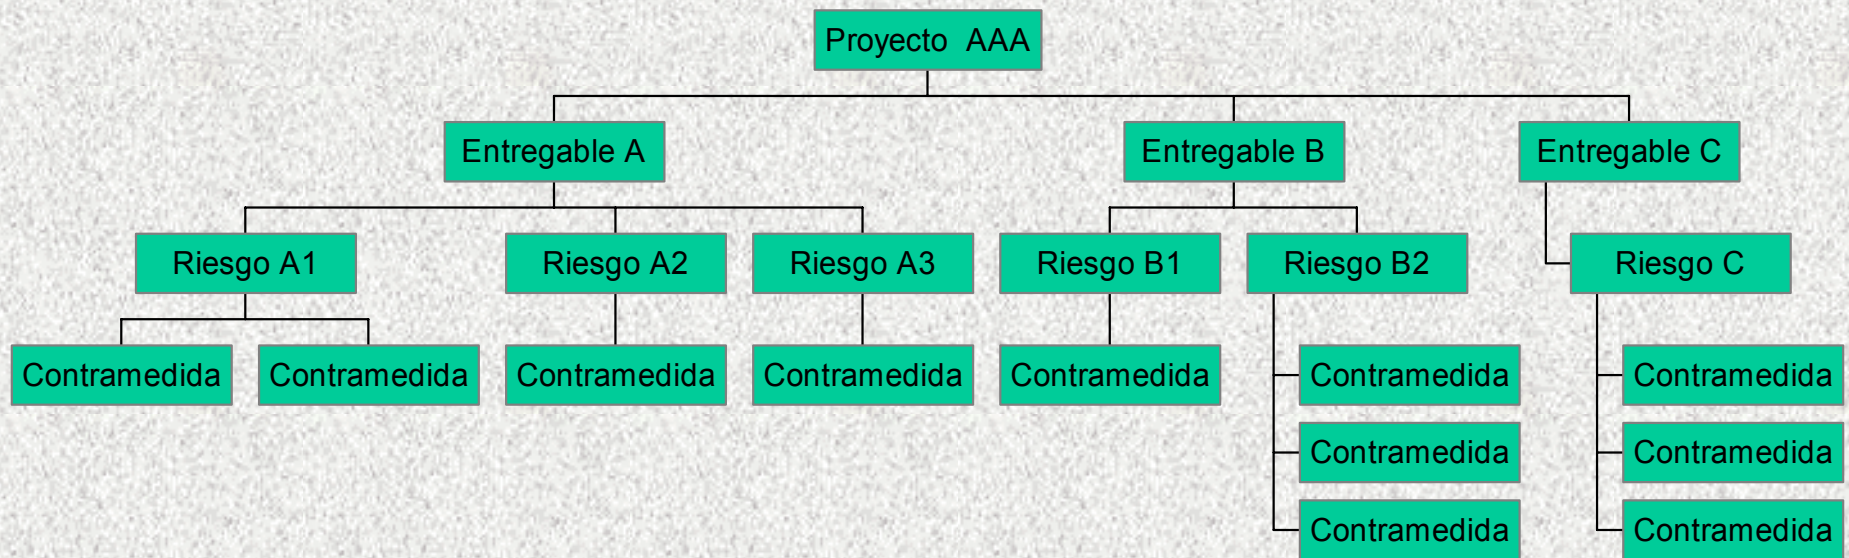 Proyecto AAA
Entregable A
Entregable B
Entregable C
Riesgo A1
Riesgo A2
Riesgo A3
Riesgo B1
Riesgo B2
Riesgo C
Contramedida
Contramedida
Contramedida
Contramedida
Contramedida
Contramedida
Contramedida
Contramedida
Contramedida
Contramedida
Contramedida